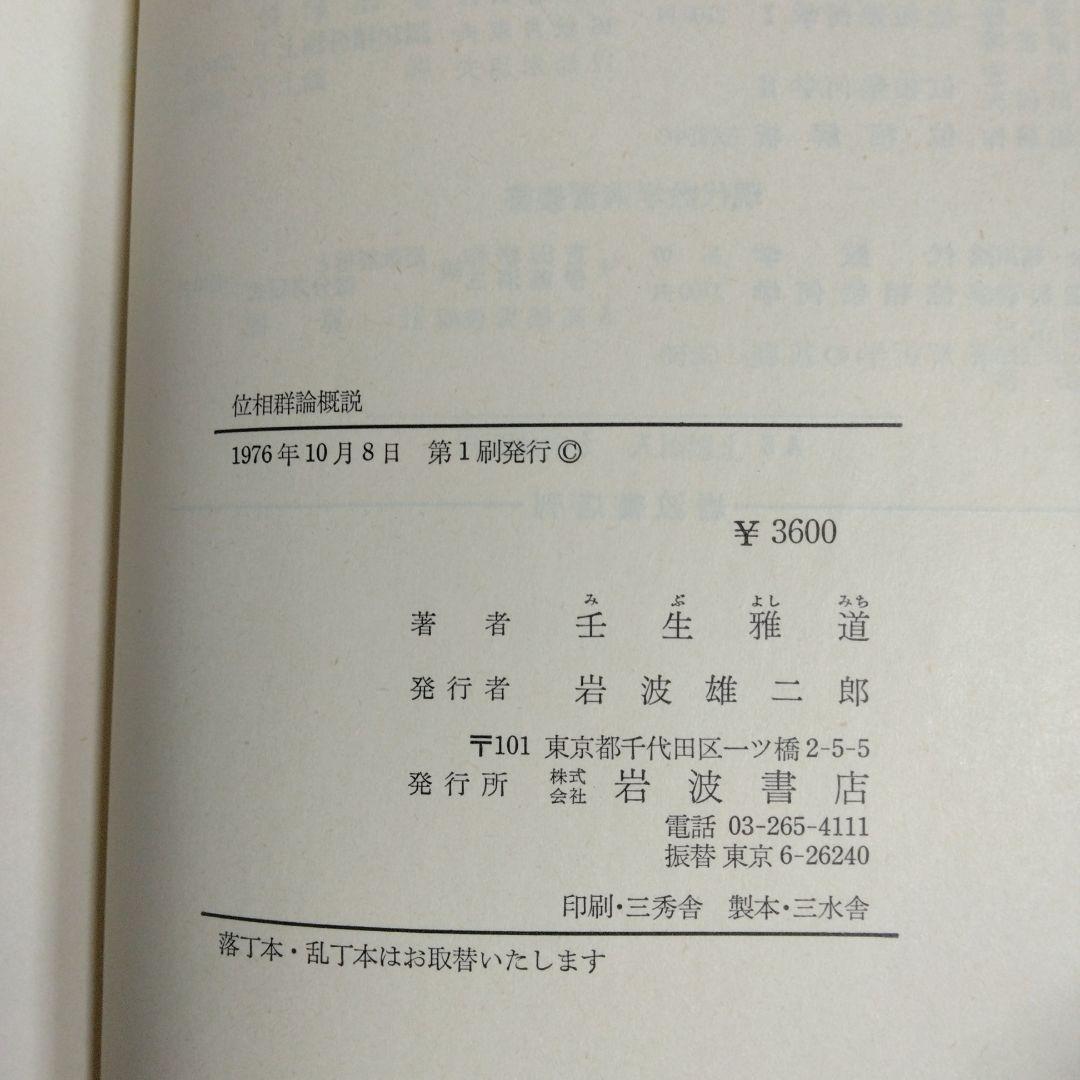 位相群論概説
1976年10月8日 第1刷発行©
¥ 3600
み ぶ よし みち
著者 壬生雅道
発行者 岩波雄二郎
〒101 東京都千代田区一ツ橋2-5-5
発行所 株式会社 岩波書店
電話 03-265-4111
振替 東京6-26240
印刷・三秀舎 製本・三水舎
落丁本・乱丁本はお取替いたします